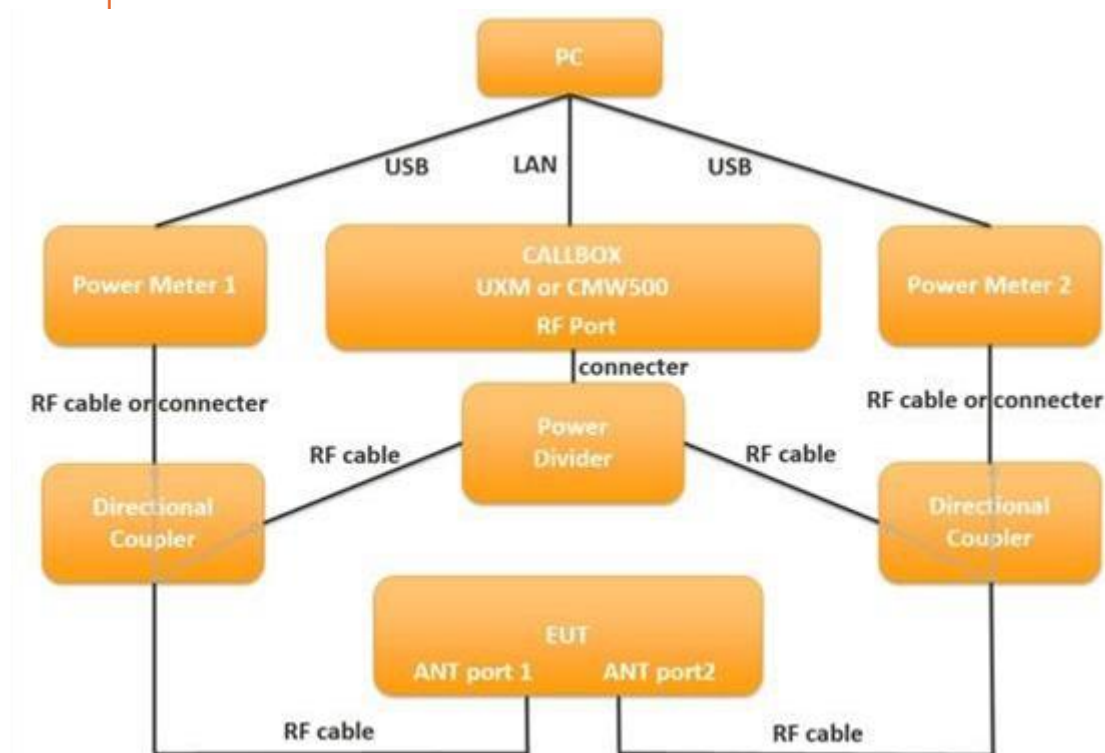 PC
USB
LAN
USB
Power Meter 1
CALLBOX
UXM or CMW500
RF Port
Power Meter 2
connecter
RF cable or connecter
RF cable or connecter
Power
Divider
RF cable
RF cable
Directional
Coupler
Directional
Coupler
EUT
ANT port 1
ANT port2
RF cable
RF cable